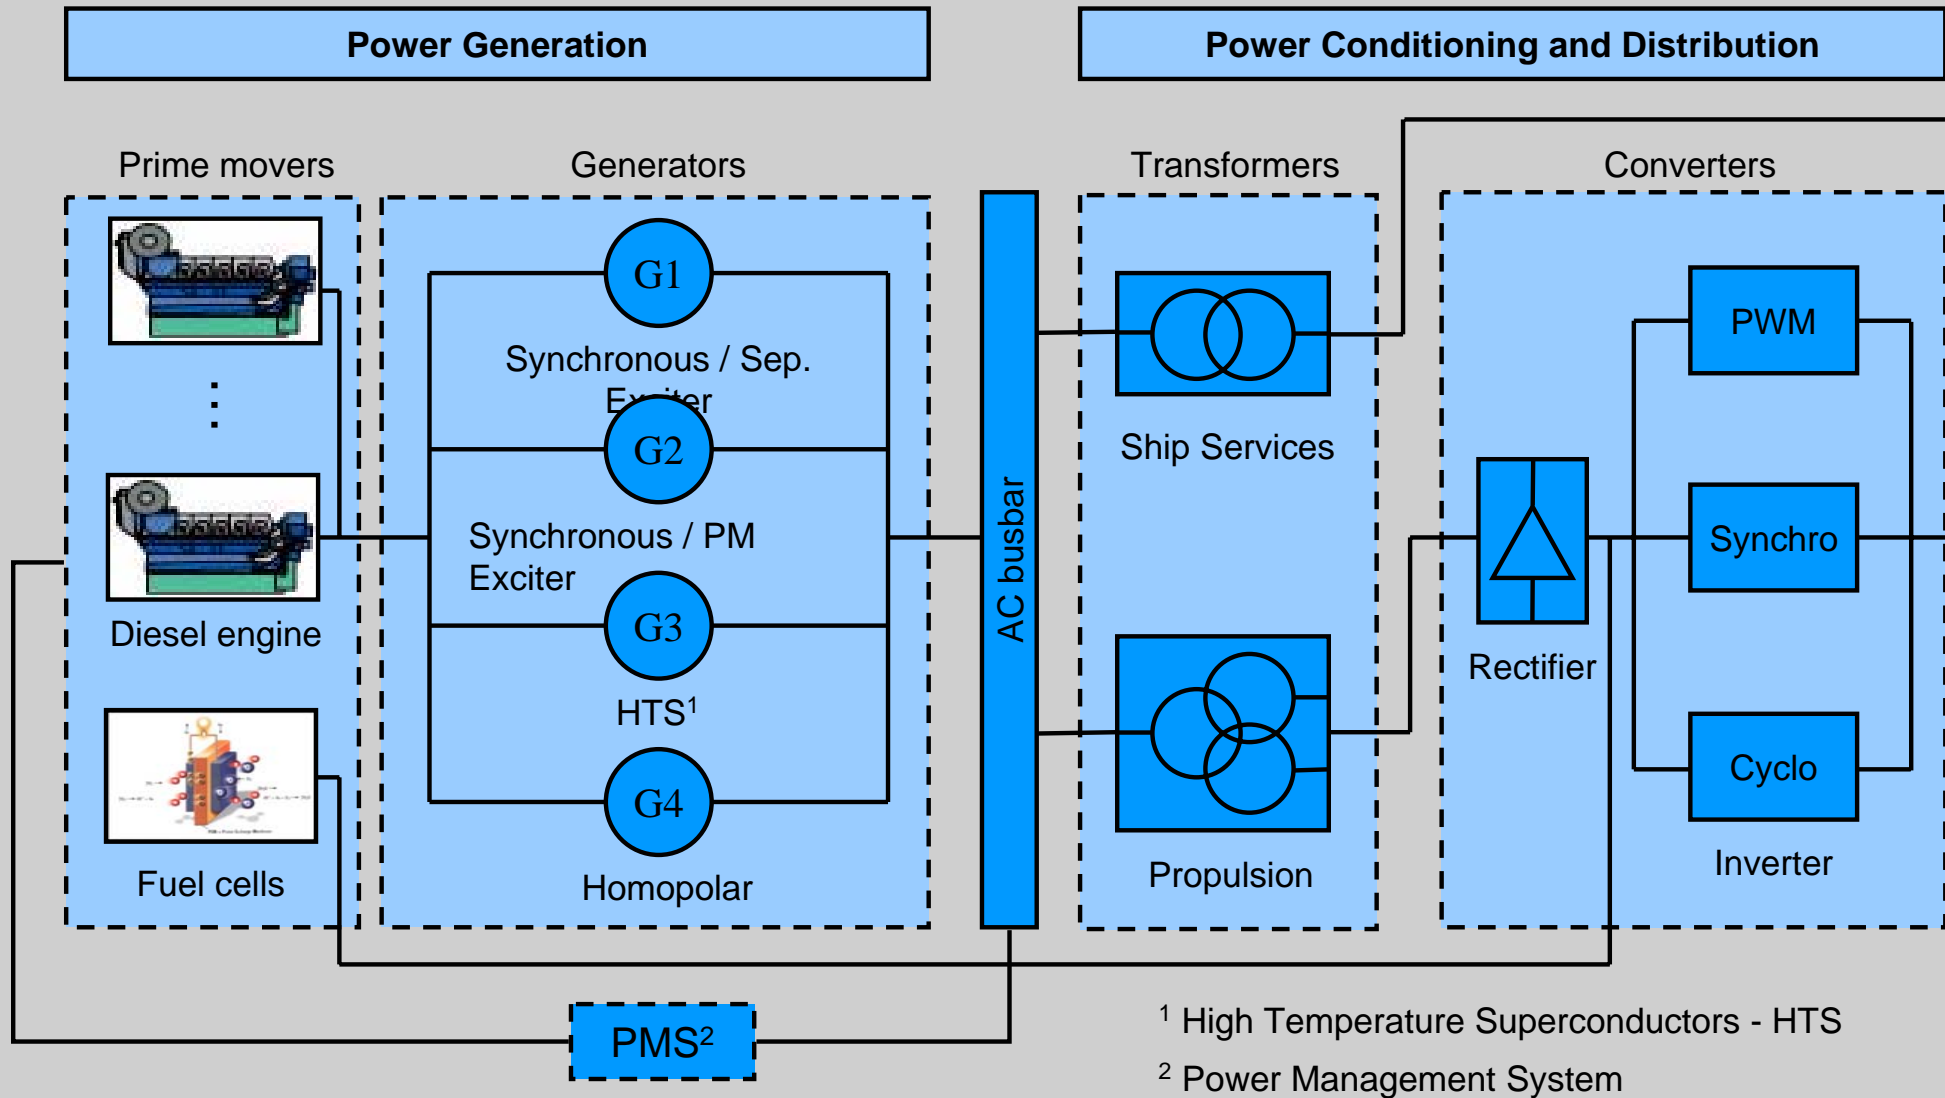 Power Generation
Power Conditioning and Distribution
Prime movers
Generators
Transformers
Converters
G1
Synchronous / Sep.
Exciter
G2
Synchronous / PM
Exciter
G3
HTS¹
G4
Homopolar
Diesel engine
Fuel cells
AC busbar
Ship Services
Propulsion
Rectifier
PWM
Synchro
Cyclo
Inverter
PMS²
¹ High Temperature Superconductors - HTS
² Power Management System